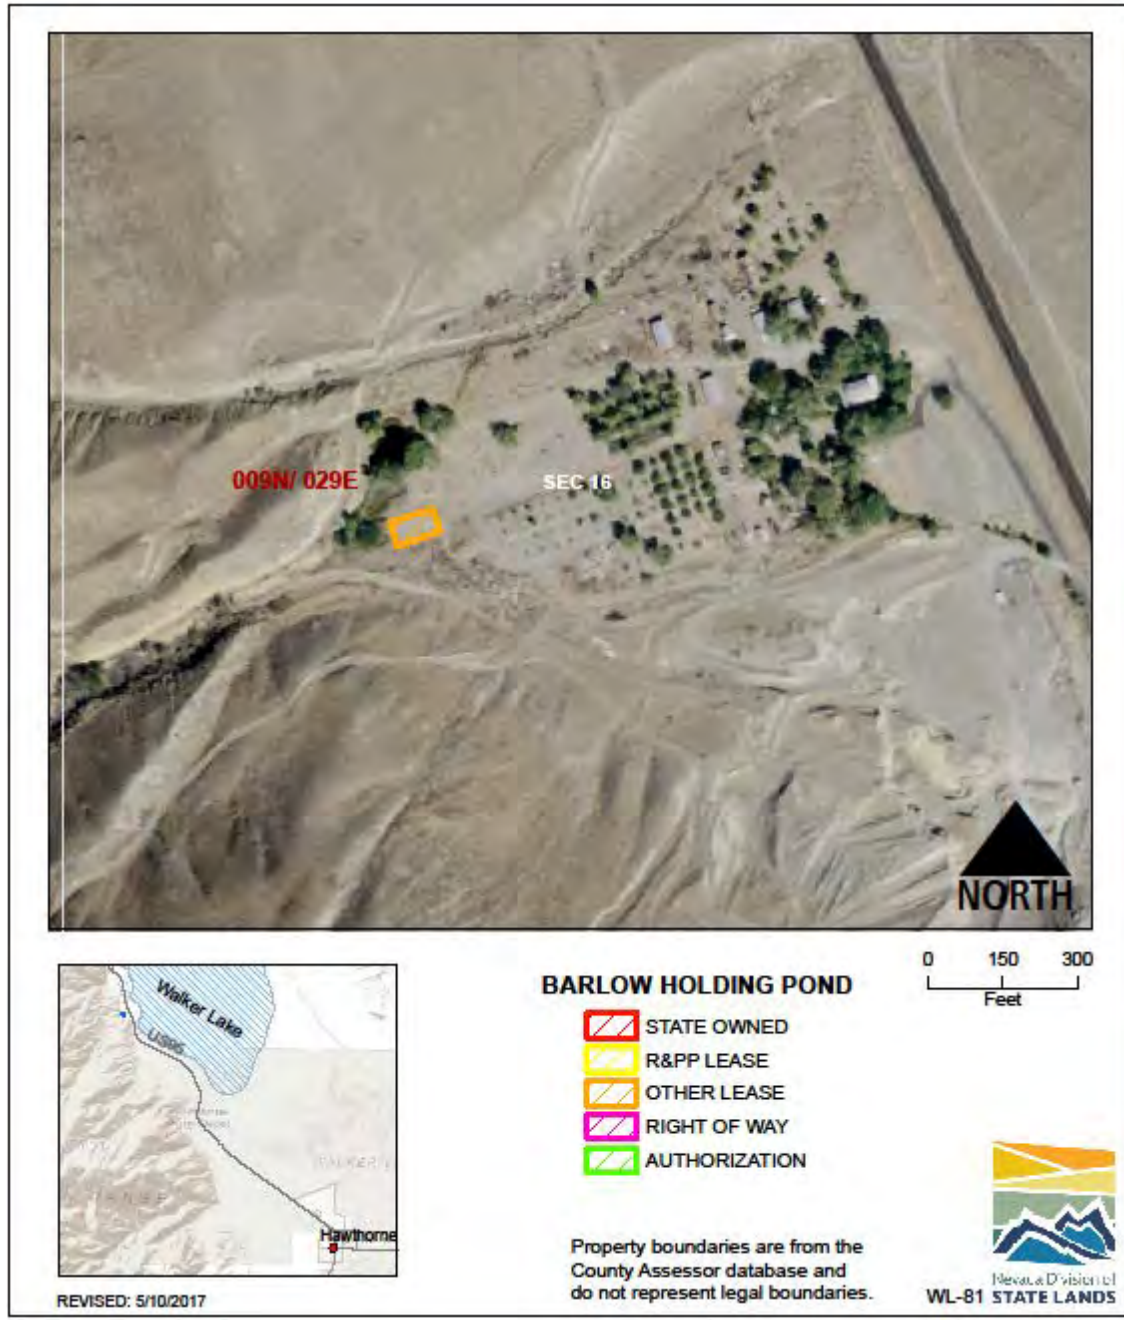 009N/ 029E
SEC 16
NORTH
Walker Lake
US95
Hawthorne
REVISED: 5/10/2017
BARLOW HOLDING POND
STATE OWNED
R&PP LEASE
OTHER LEASE
RIGHT OF WAY
AUTHORIZATION
0 150 300
Feet
Property boundaries are from the
County Assessor database and
do not represent legal boundaries.
WL-81
Nevada Division of
STATE LANDS